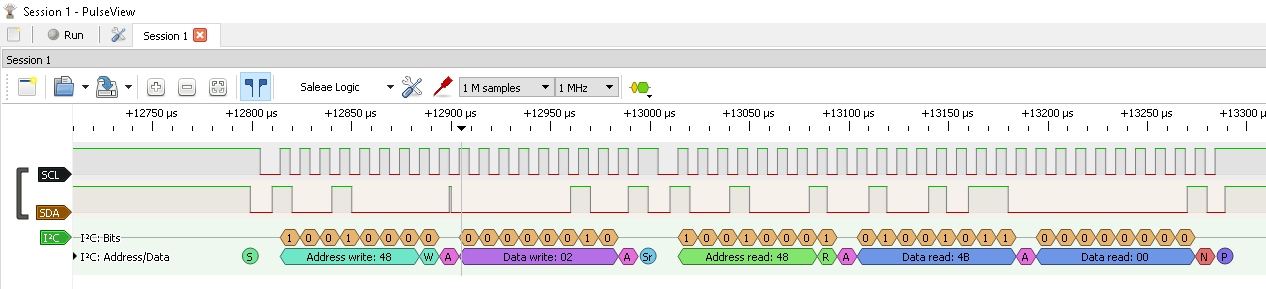 Session 1 - PulseView
Run
Session 1
Session 1
Saleae Logic
1 M samples
1 MHz
+12750 µs +12800 µs +12850 µs +12900 µs +12950 µs +13000 µs +13050 µs +13100 µs +13150 µs +13200 µs +13250 µs +13300 µs
SCL
SDA
I²C I²C: Bits 1 0 0 1 0 0 0 0 0 0 0 0 0 0 1 0 1 0 0 1 0 0 0 1 0 1 0 0 1 0 1 1 0 0 0 0 0 0 0 0
I²C: Address/Data S Address write: 48 W A Data write: 02 A Sr Address read: 48 R A Data read: 4B A Data read: 00 N P